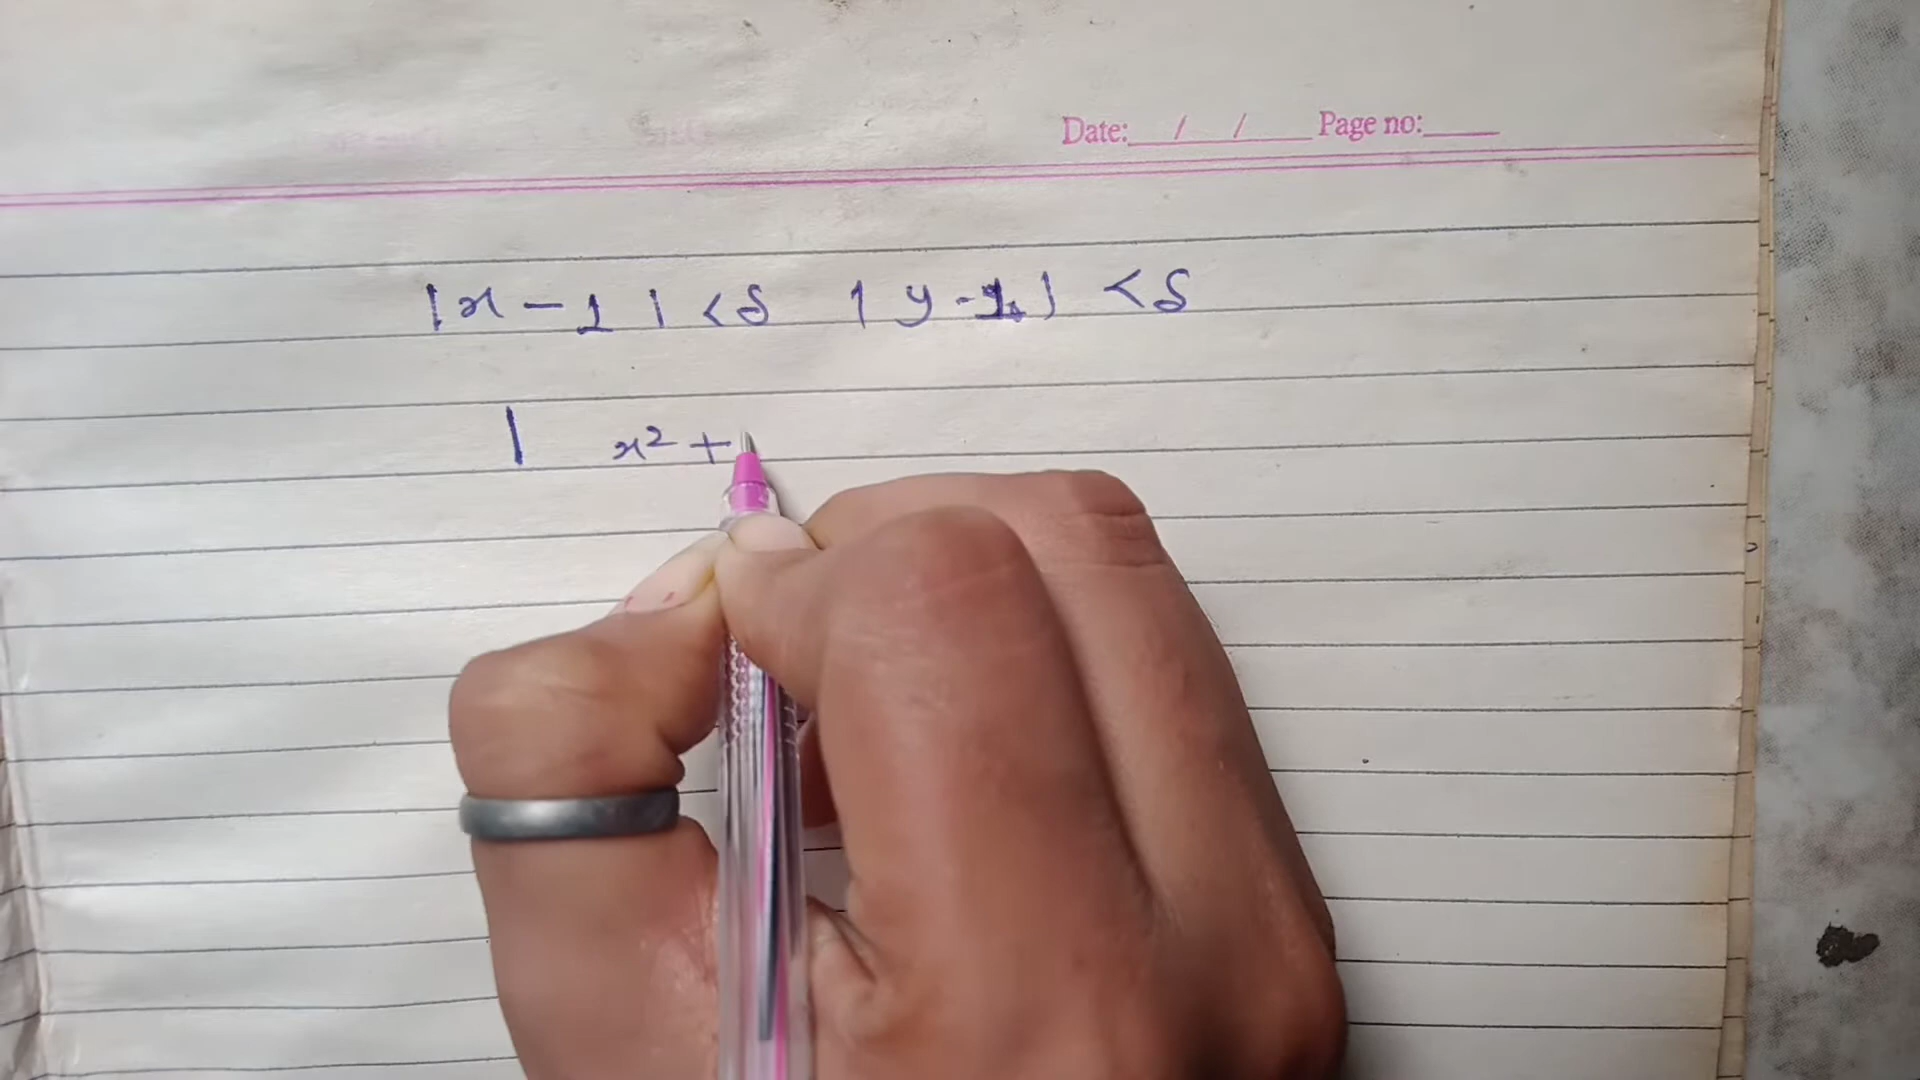 Date: / / Page no:
|x - 1| < δ |y - 1| < δ
| x² +